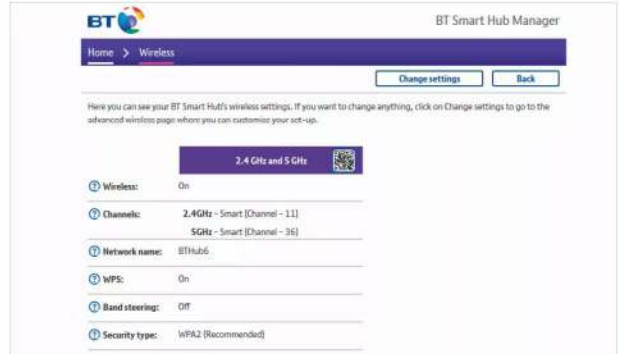 BT
BT Smart Hub Manager
Home > Wireless
Change settings
Back
Here you can see your BT Smart Hub's wireless settings. If you want to change anything, click on Change settings to go to the
advanced wireless page where you can customise your set-up.
2.4 GHz and 5 GHz
? Wireless: On
? Channels: 2.4GHz - Smart (Channel - 11)
5GHz - Smart (Channel - 36)
? Network name: BTHub6
? WPS: On
? Band steering: Off
? Security type: WPA2 (Recommended)